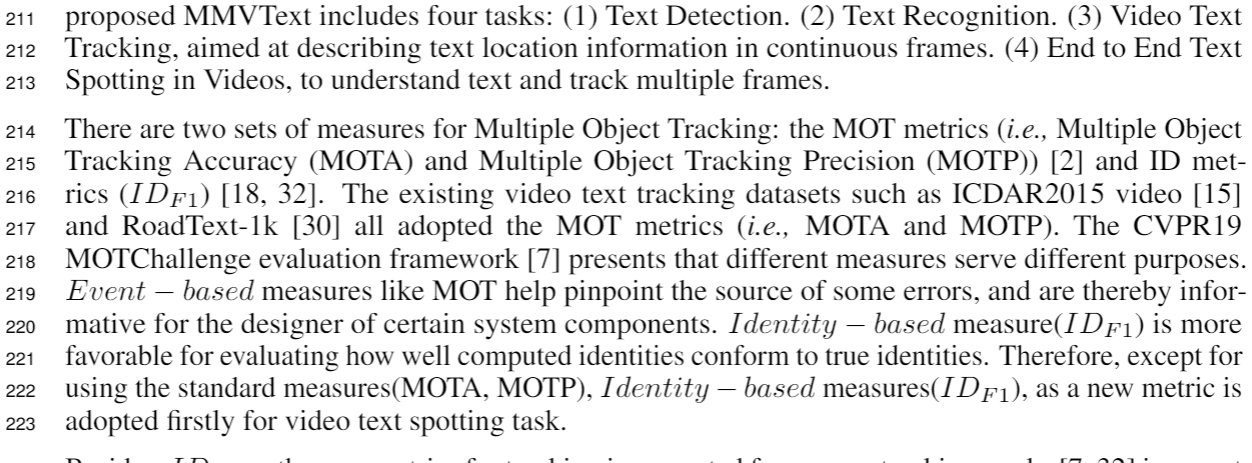 211 proposed MMVText includes four tasks: (1) Text Detection. (2) Text Recognition. (3) Video Text
212 Tracking, aimed at describing text location information in continuous frames. (4) End to End Text
213 Spotting in Videos, to understand text and track multiple frames.
214 There are two sets of measures for Multiple Object Tracking: the MOT metrics (i.e., Multiple Object
215 Tracking Accuracy (MOTA) and Multiple Object Tracking Precision (MOTP)) [2] and ID met-
216 rics (ID_{F1}) [18, 32]. The existing video text tracking datasets such as ICDAR2015 video [15]
217 and RoadText-1k [30] all adopted the MOT metrics (i.e., MOTA and MOTP). The CVPR19
218 MOTChallenge evaluation framework [7] presents that different measures serve different purposes.
219 Event − based measures like MOT help pinpoint the source of some errors, and are thereby infor-
220 mative for the designer of certain system components. Identity − based measure(ID_{F1}) is more
221 favorable for evaluating how well computed identities conform to true identities. Therefore, except for
222 using the standard measures(MOTA, MOTP), Identity − based measures(ID_{F1}), as a new metric is
223 adopted firstly for video text spotting task.